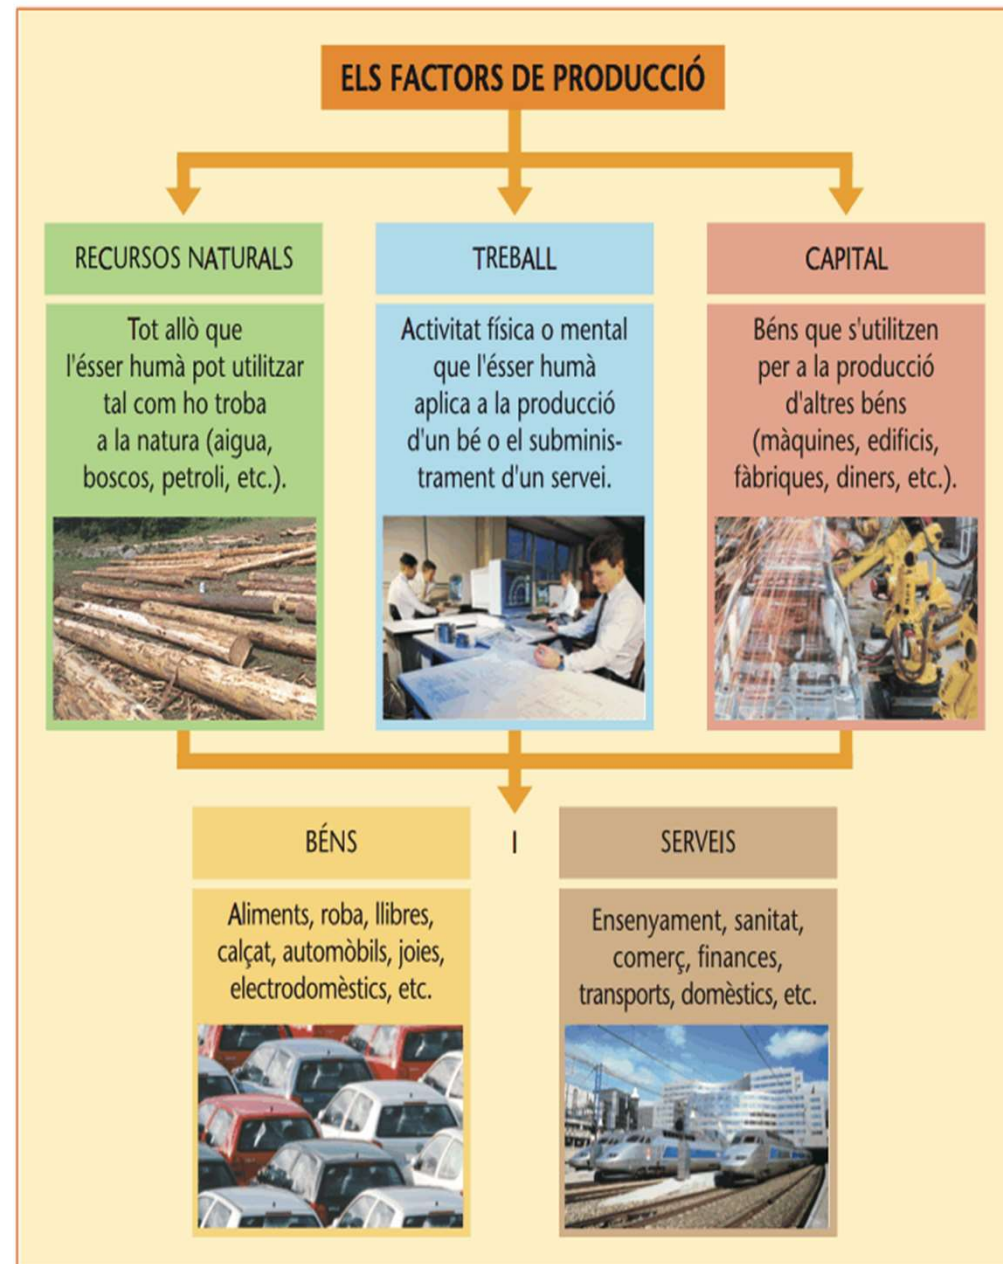 ELS FACTORS DE PRODUCCIÓ
RECURSOS NATURALS
Tot allò que
l'ésser humà pot utilitzar
tal com ho troba
a la natura (aigua,
boscos, petroli, etc.).
TREBALL
Activitat física o mental
que l'ésser humà
aplica a la producció
d'un bé o el subminis-
trament d'un servei.
CAPITAL
Béns que s'utilitzen
per a la producció
d'altres béns
(màquines, edificis,
fàbriques, diners, etc.).
BÉNS
I
SERVEIS
Aliments, roba, llibres,
calçat, automòbils, joies,
electrodomèstics, etc.
Ensenyament, sanitat,
comerç, finances,
transports, domèstics, etc.